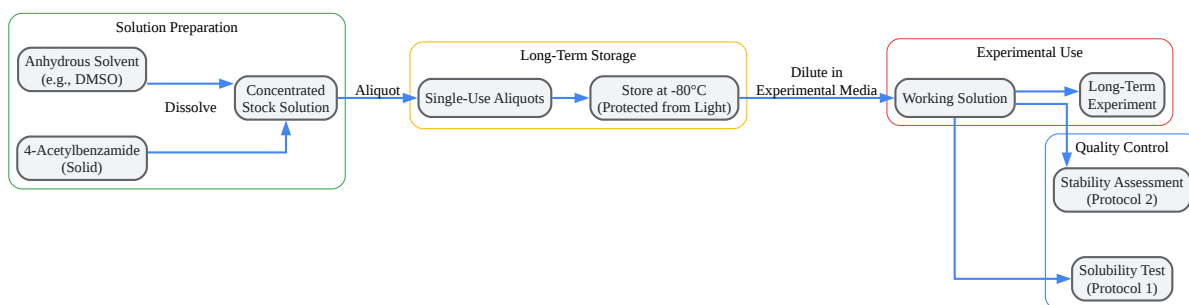 Solution Preparation
Anhydrous Solvent
(e.g., DMSO)
Dissolve
4-Acetylbenzamide
(Solid)
Concentrated
Stock Solution
Aliquot
Long-Term Storage
Single-Use Aliquots
Store at -80°C
(Protected from Light)
Dilute in
Experimental Media
Experimental Use
Working Solution
Long-Term
Experiment
Quality Control
Stability Assessment
(Protocol 2)
Solubility Test
(Protocol 1)